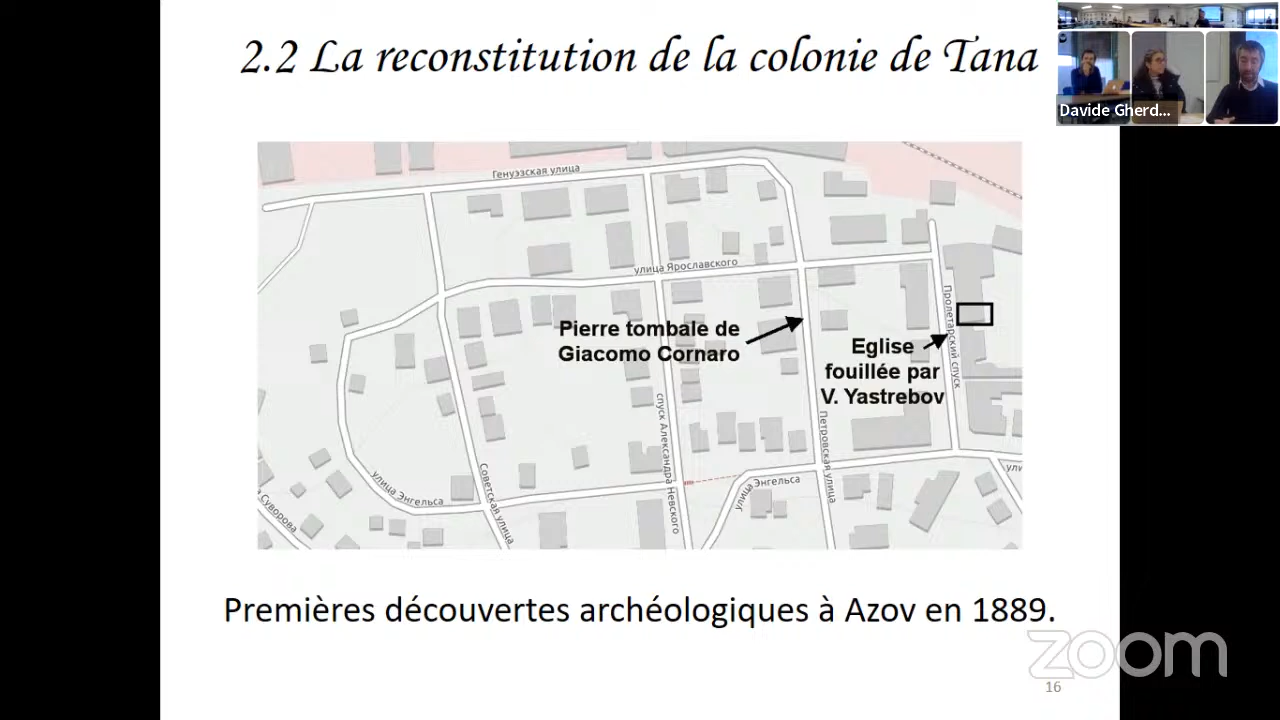 2.2 La reconstitution de la colonie de Tana
Davide Gherd...
Генуэзская улица
улица Ярославского
Pierre tombale de
Giacomo Cornaro
Eglise
fouillée par
V. Yastrebov
Пролетарский спуск
спуск Александра Невского
Петровская улица
улица Энгельса
Советская улица
улица Энгельса
а Суворова
ули
Premières découvertes archéologiques à Azov en 1889.
zoom
16